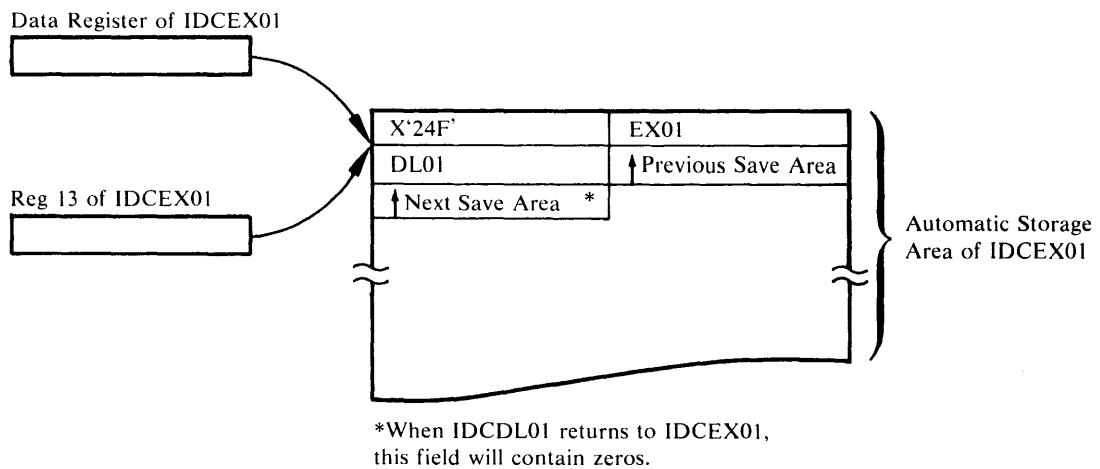 Data Register of IDCEX01
X'24F' EX01
DL01 Previous Save Area
Reg 13 of IDCEX01
Next Save Area *
Automatic Storage
Area of IDCEX01
*When IDCDL01 returns to IDCEX01,
this field will contain zeros.